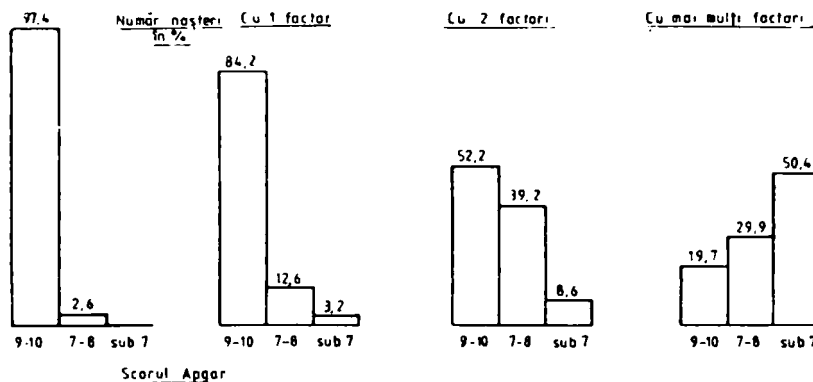 97,4
Număr nașteri Cu 1 factor Cu 2 factori Cu mai mulți factori
în %
84,2
52,2
50,4
39,2
29,9
19,7
12,6
8,6
2,6
3,2
9-10 7-8 sub 7 9-10 7-8 sub 7 9-10 7-8 sub 7 9-10 7-8 sub 7
Scorul Apgar